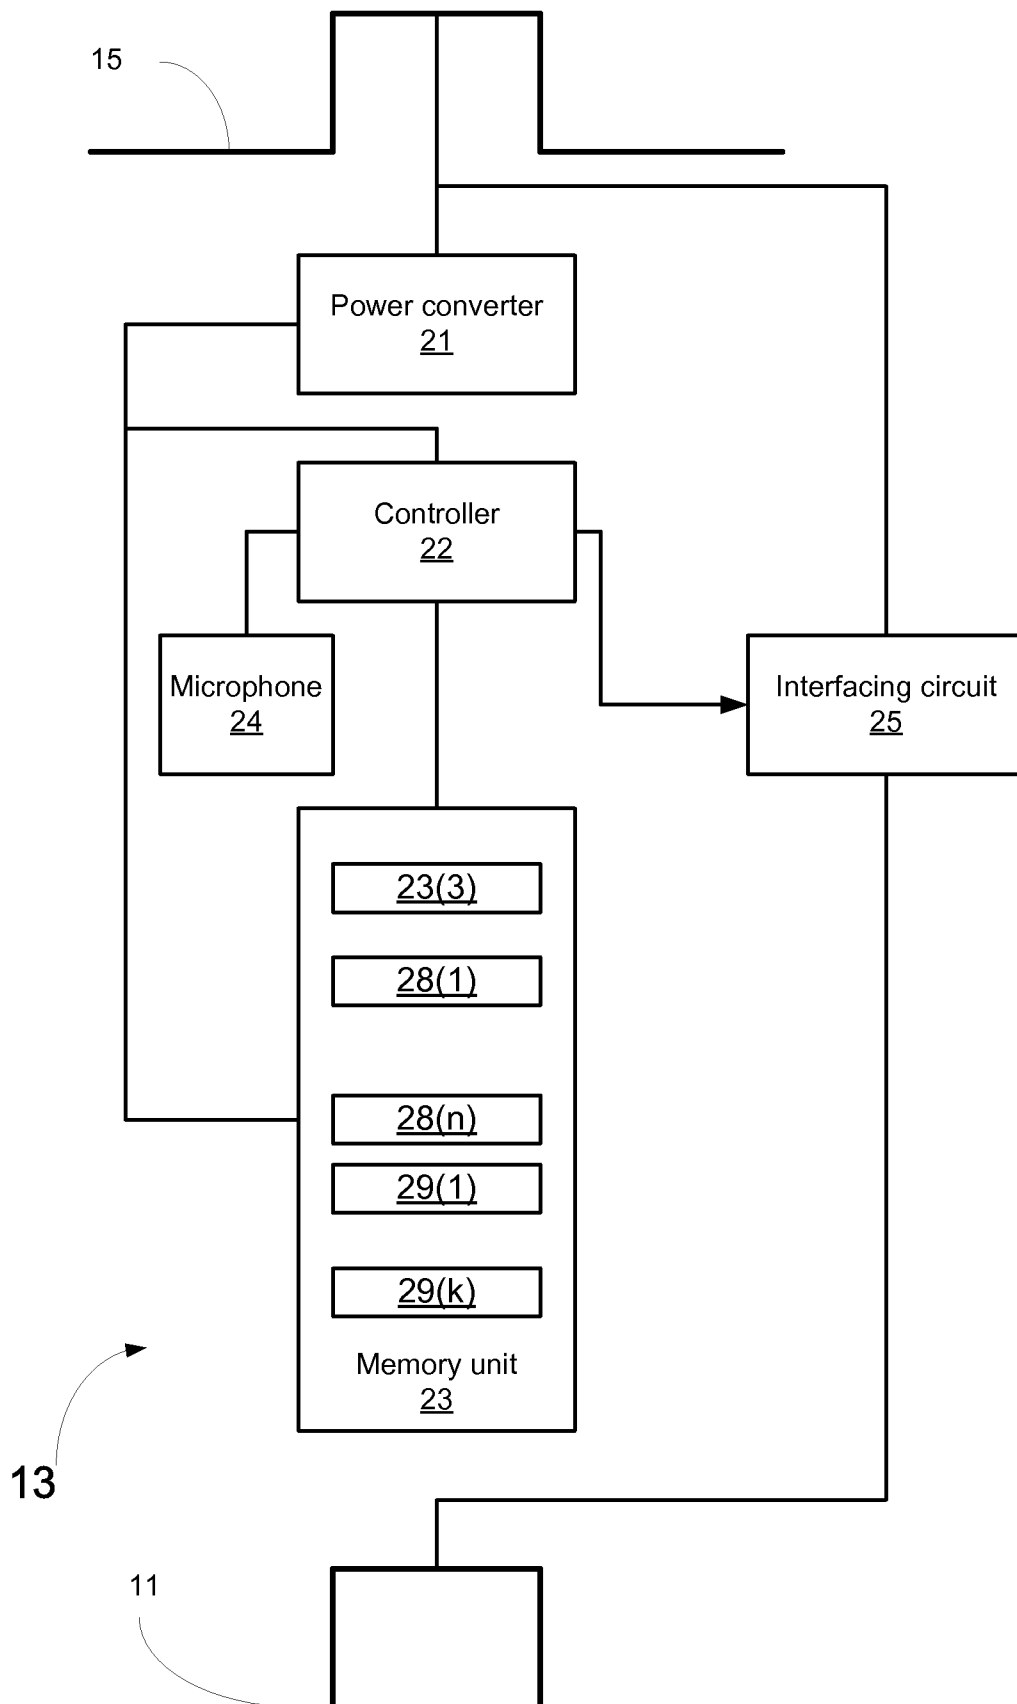 15
Power converter
21
Controller
22
Microphone
24
Interfacing circuit
25
23(3)
28(1)
28(n)
29(1)
29(k)
Memory unit
23
13
11